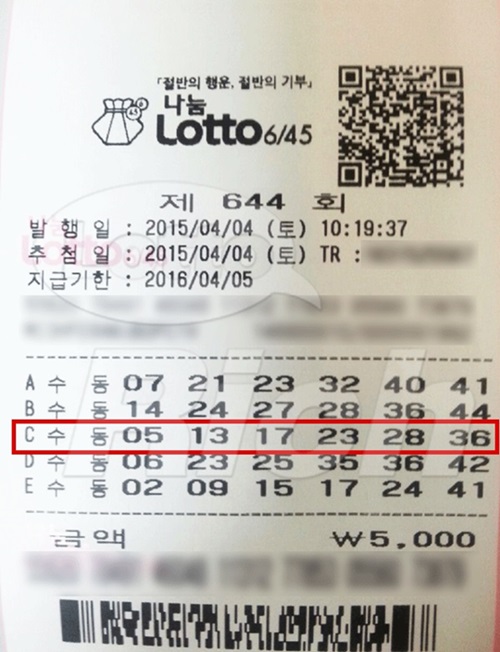 「절반의 행운, 절반의 기부」
나눔
Lotto 6/45
제 644 회
발 행 일 : 2015/04/04 (토) 10:19:37
추 첨 일 : 2015/04/04 (토) TR :
지급기한 : 2016/04/05
A 수 동 07 21 23 32 40 41
B 수 동 14 24 27 28 36 44
C 수 동 05 13 17 23 28 36
D 수 동 06 23 25 35 36 42
E 수 동 02 09 15 17 24 41
금액 ₩5,000
Rich